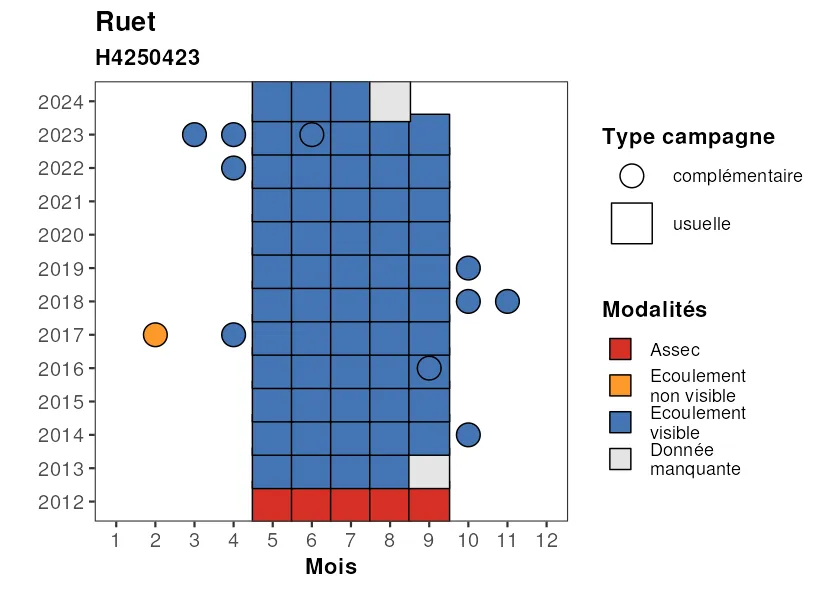 Ruet
H4250423
2024
2023
2022
2021
2020
2019
2018
2017
2016
2015
2014
2013
2012
1 2 3 4 5 6 7 8 9 10 11 12
Mois
Type campagne
complémentaire
usuelle
Modalités
Assec
Ecoulement
non visible
Ecoulement
visible
Donnée
manquante